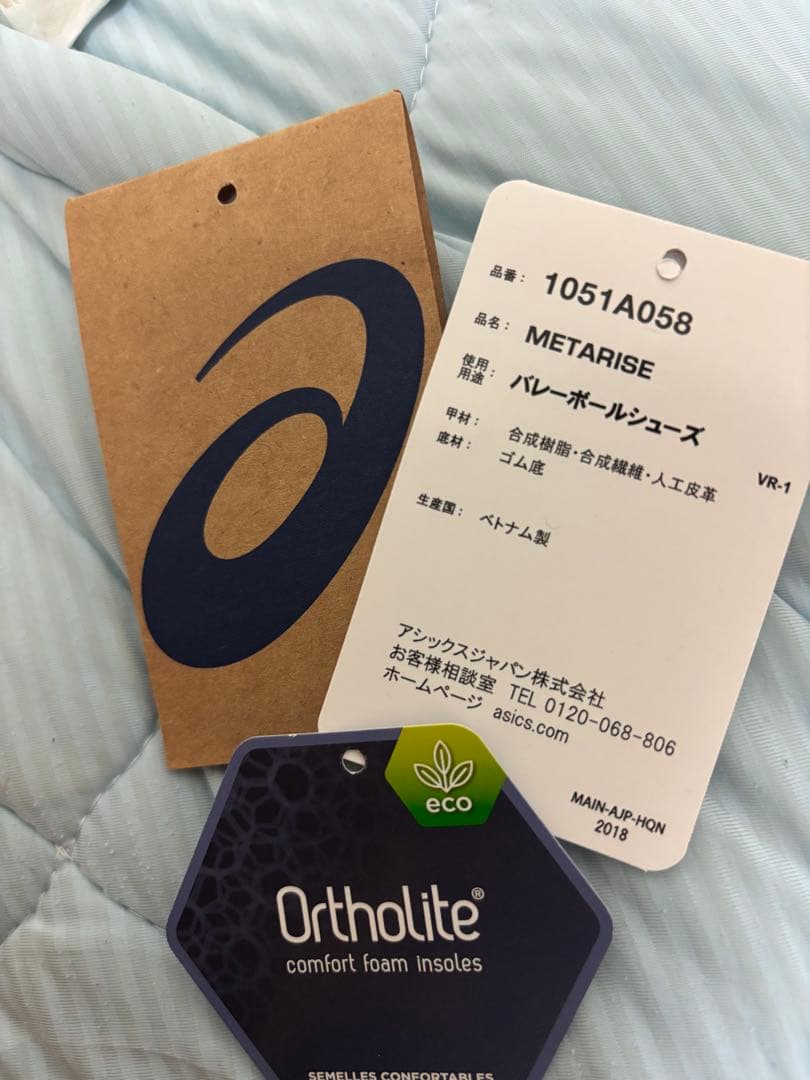 品番： 1051A058
品名： METARISE
使用：
用途 バレーボールシューズ
VR-1
甲材： 合成樹脂・合成繊維・人工皮革
底材： ゴム底
生産国： ベトナム製
アシックスジャパン株式会社
お客様相談室 TEL 0120-068-806
ホームページ asics.com
MAIN-AJP-HQN
2018
eco
Ortholite®
comfort foam insoles
SEMELLES CONFORTABLES